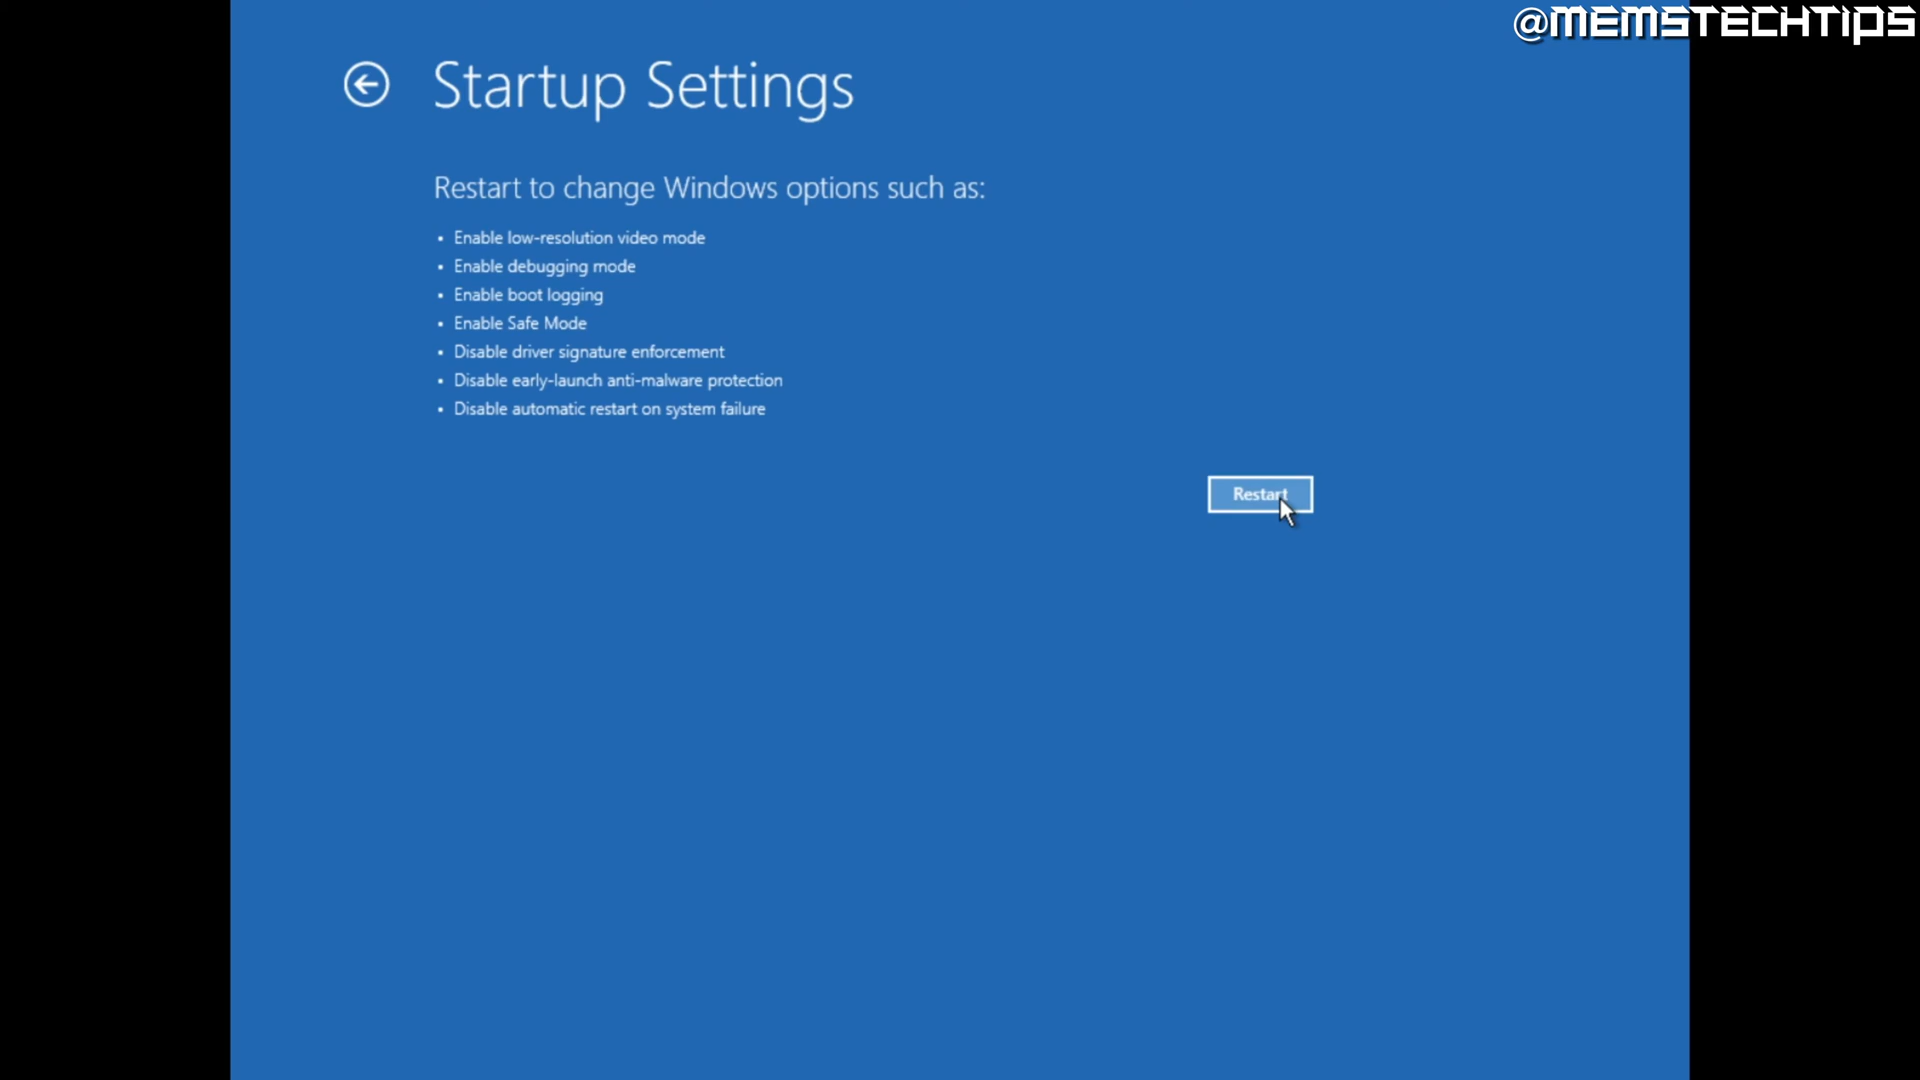 @MEMSTECHTIPS
Startup Settings
Restart to change Windows options such as:
• Enable low-resolution video mode
• Enable debugging mode
• Enable boot logging
• Enable Safe Mode
• Disable driver signature enforcement
• Disable early-launch anti-malware protection
• Disable automatic restart on system failure
Restart